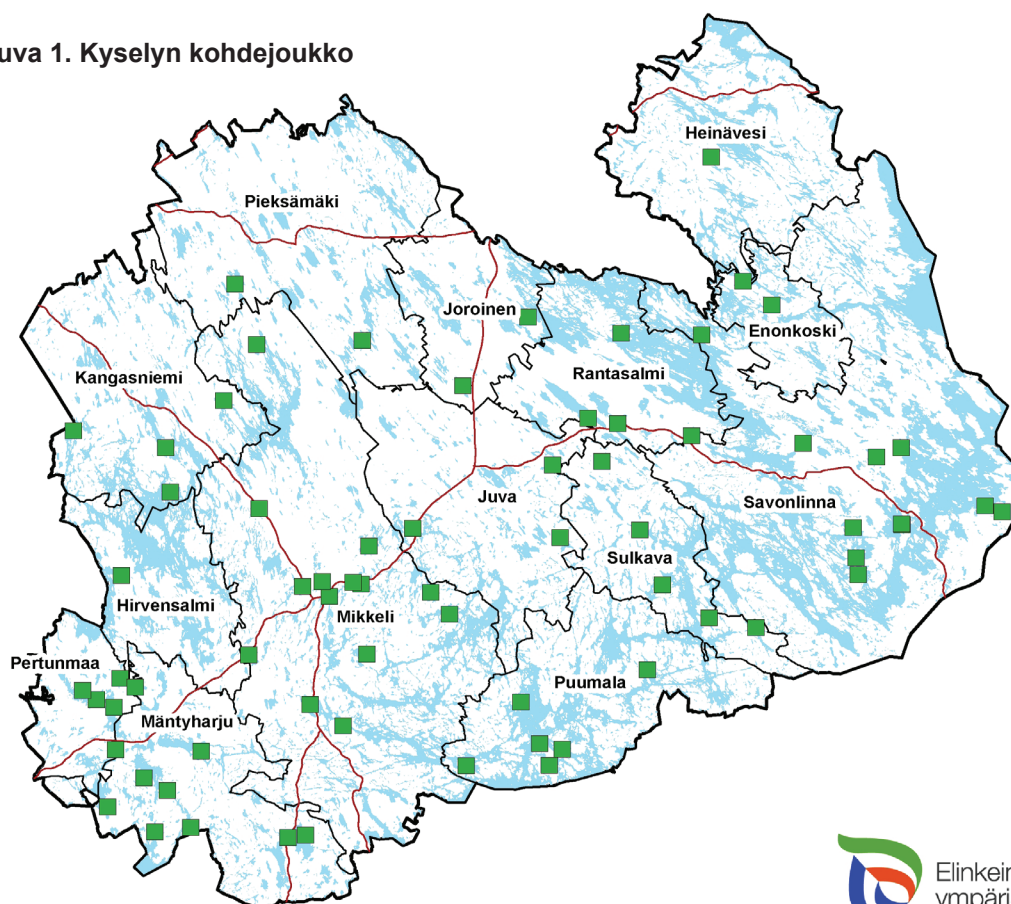 uva 1. Kyselyn kohdejoukko
Heinävesi
Pieksämäki
Joroinen
Enonkoski
Rantasalmi
Kangasniemi
Juva
Savonlinna
Sulkava
Hirvensalmi
Mikkeli
Pertunmaa
Puumala
Mäntyharju
Elinkein
ympäri